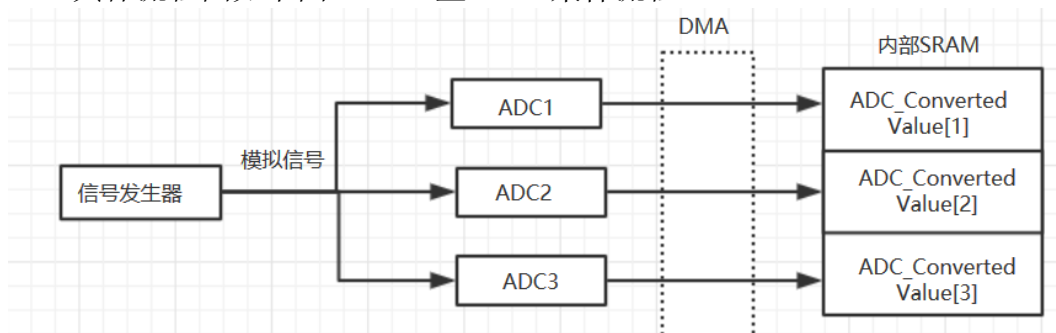 DMA
内部SRAM
ADC1
ADC_Converted
Value[1]
模拟信号
信号发生器
ADC2
ADC_Converted
Value[2]
ADC3
ADC_Converted
Value[3]